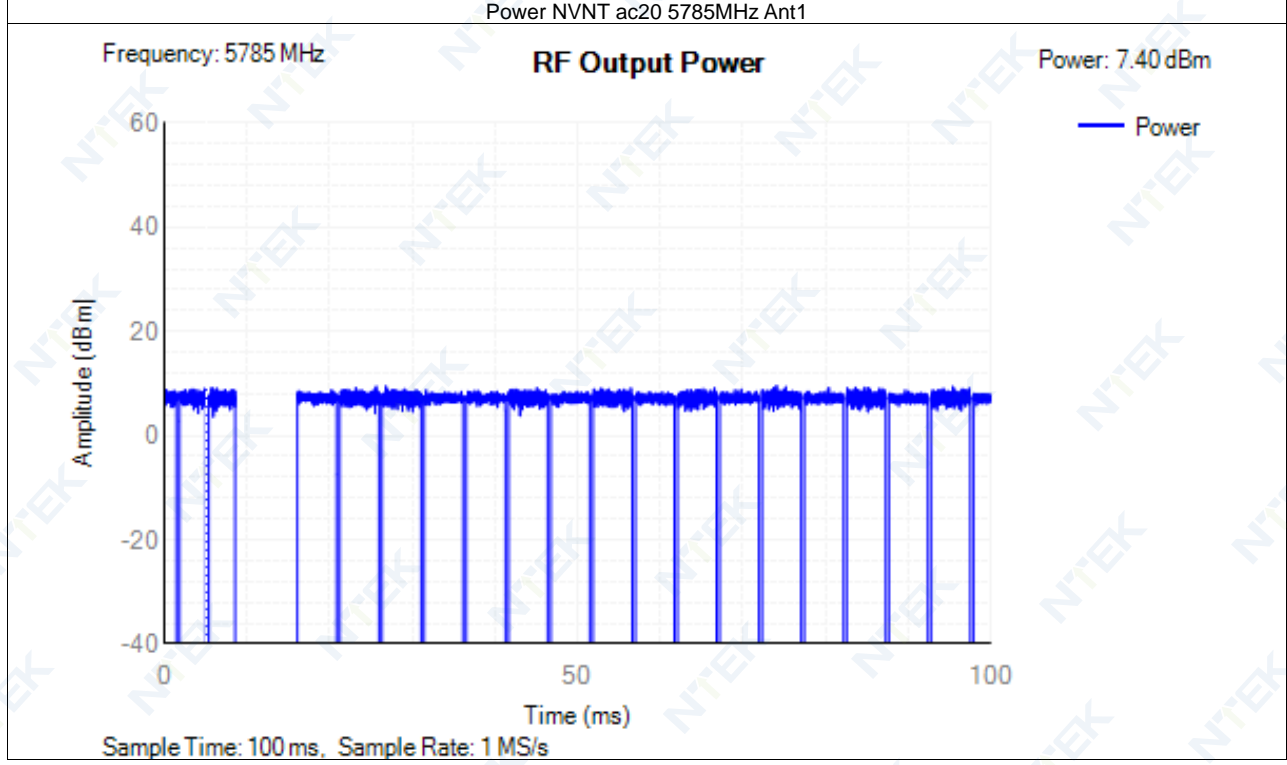 Power NVNT ac20 5785MHz Ant1
Frequency: 5785 MHz
RF Output Power
Power: 7.40 dBm
Power
60
40
20
0
-20
-40
Amplitude (dBm)
0
50
100
Time (ms)
Sample Time: 100 ms, Sample Rate: 1 MS/s
NTEK